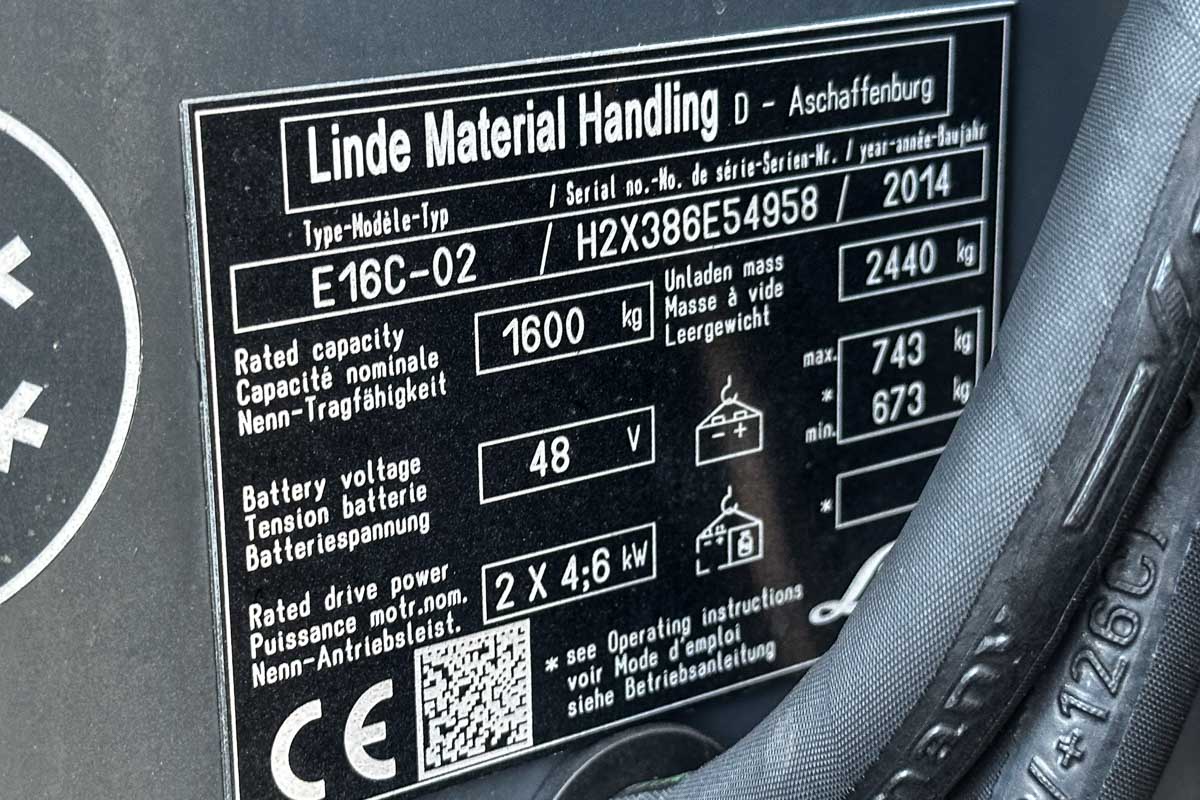 Linde Material Handling D - Aschaffenburg
Type-Modèle-Typ / Serial no.-No. de série-Serien-Nr. / year-année-Baujahr
E16C-02 / H2X386E54958 / 2014
Rated capacity
Capacité nominale
Nenn-Tragfähigkeit
1600 kg
Unladen mass
Masse à vide
Leergewicht
2440 kg
Battery voltage
Tension batterie
Batteriespannung
48 V
- +
max. 743 kg
*
min. 673 kg
Rated drive power
Puissance motr.nom.
Nenn-Antriebsleist.
2 X 4;6 kW
- +
*
CE
* see Operating instructions
voir Mode d'emploi
siehe Betriebsanleitung
/+126C/